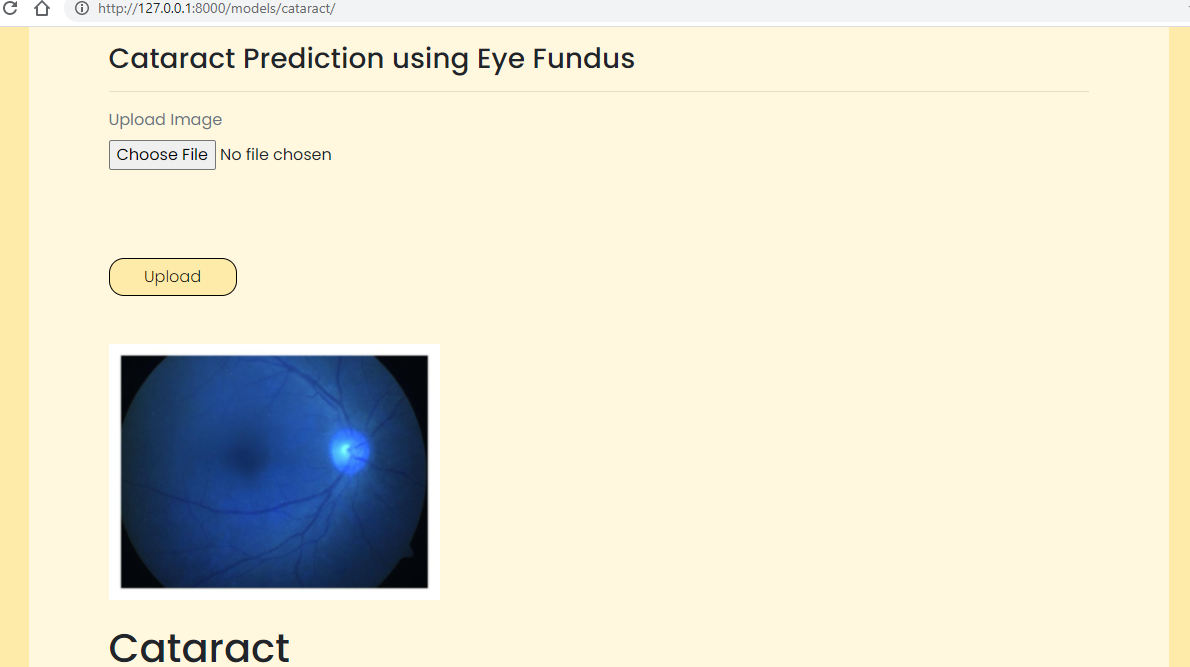 http://127.0.0.1:8000/models/cataract/
Cataract Prediction using Eye Fundus
Upload Image
Choose File No file chosen
Upload
Cataract